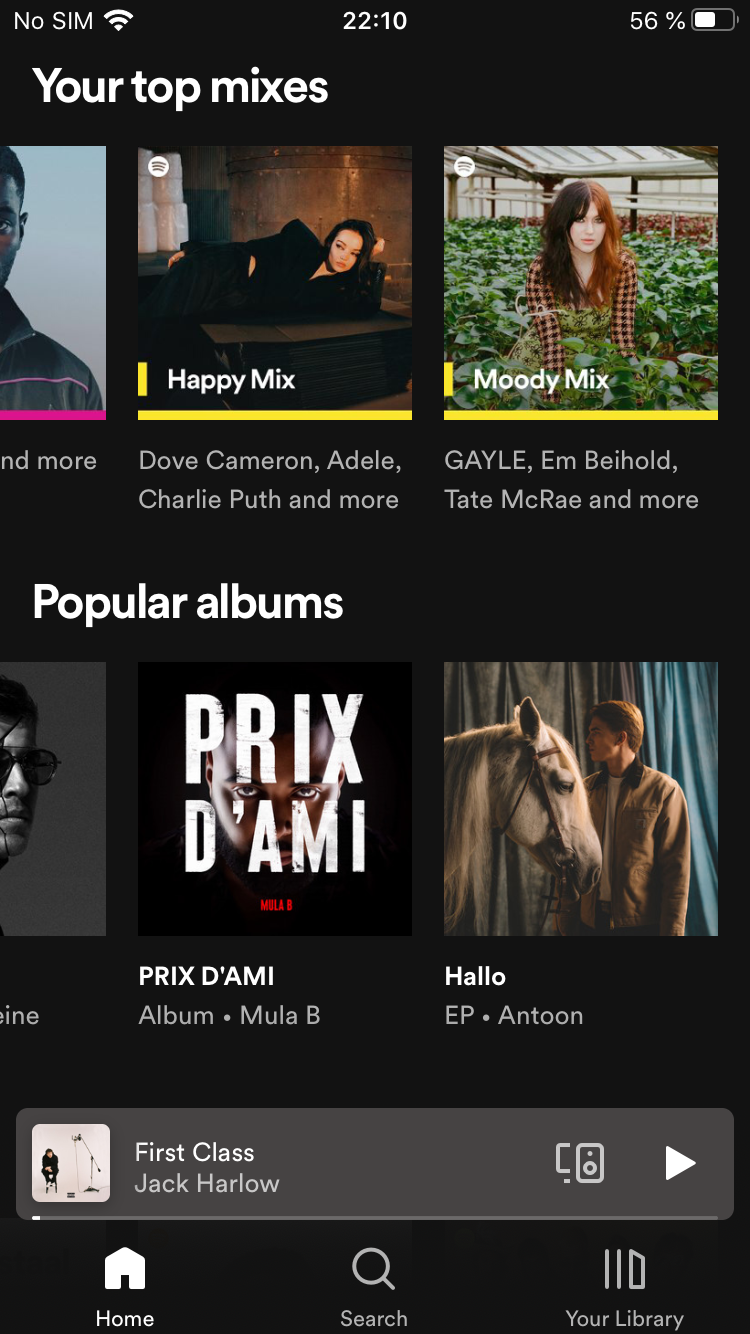 No SIM 22:10 56 %
Your top mixes
Happy Mix
Moody Mix
nd more
Dove Cameron, Adele,
Charlie Puth and more
GAYLE, Em Beihold,
Tate McRae and more
Popular albums
PRIX
D'AMI
MULA B
eine
PRIX D'AMI
Album • Mula B
Hallo
EP • Antoon
First Class
Jack Harlow
Home
Search
Your Library